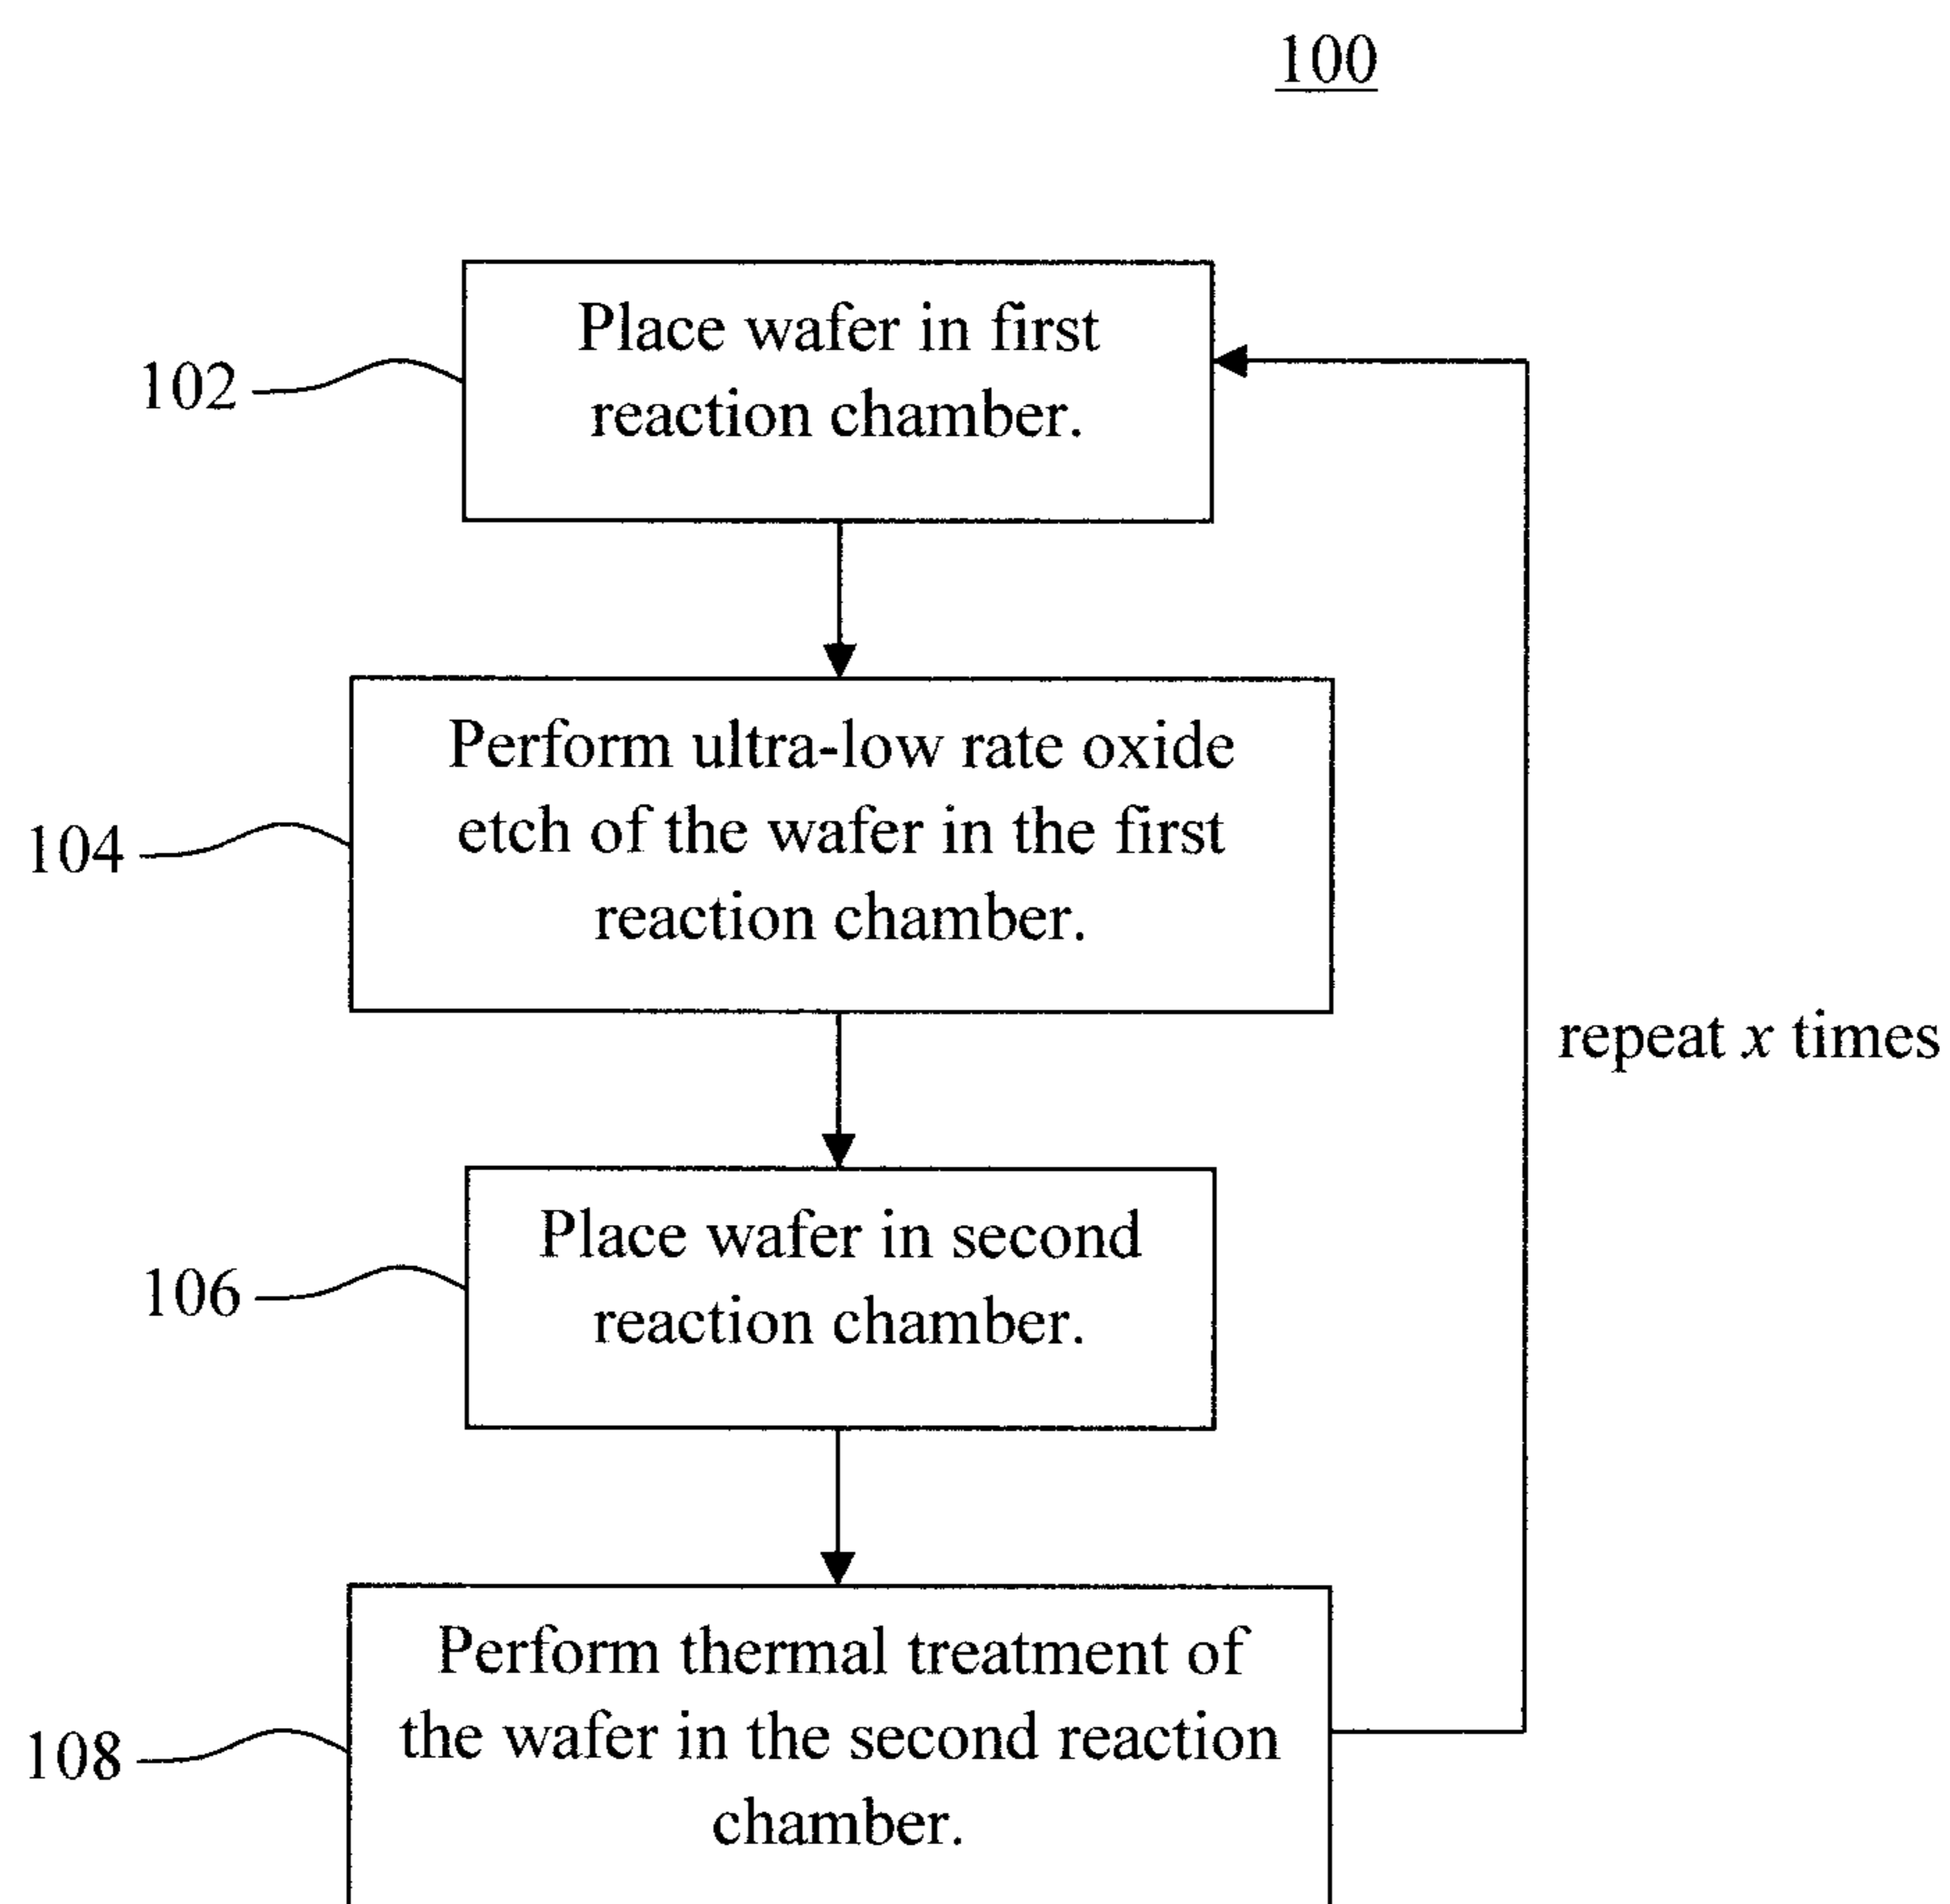 100
Place wafer in first
reaction chamber.
102
Perform ultra-low rate oxide
etch of the wafer in the first
reaction chamber.
104
repeat x times
Place wafer in second
reaction chamber.
106
Perform thermal treatment of
the wafer in the second reaction
chamber.
108